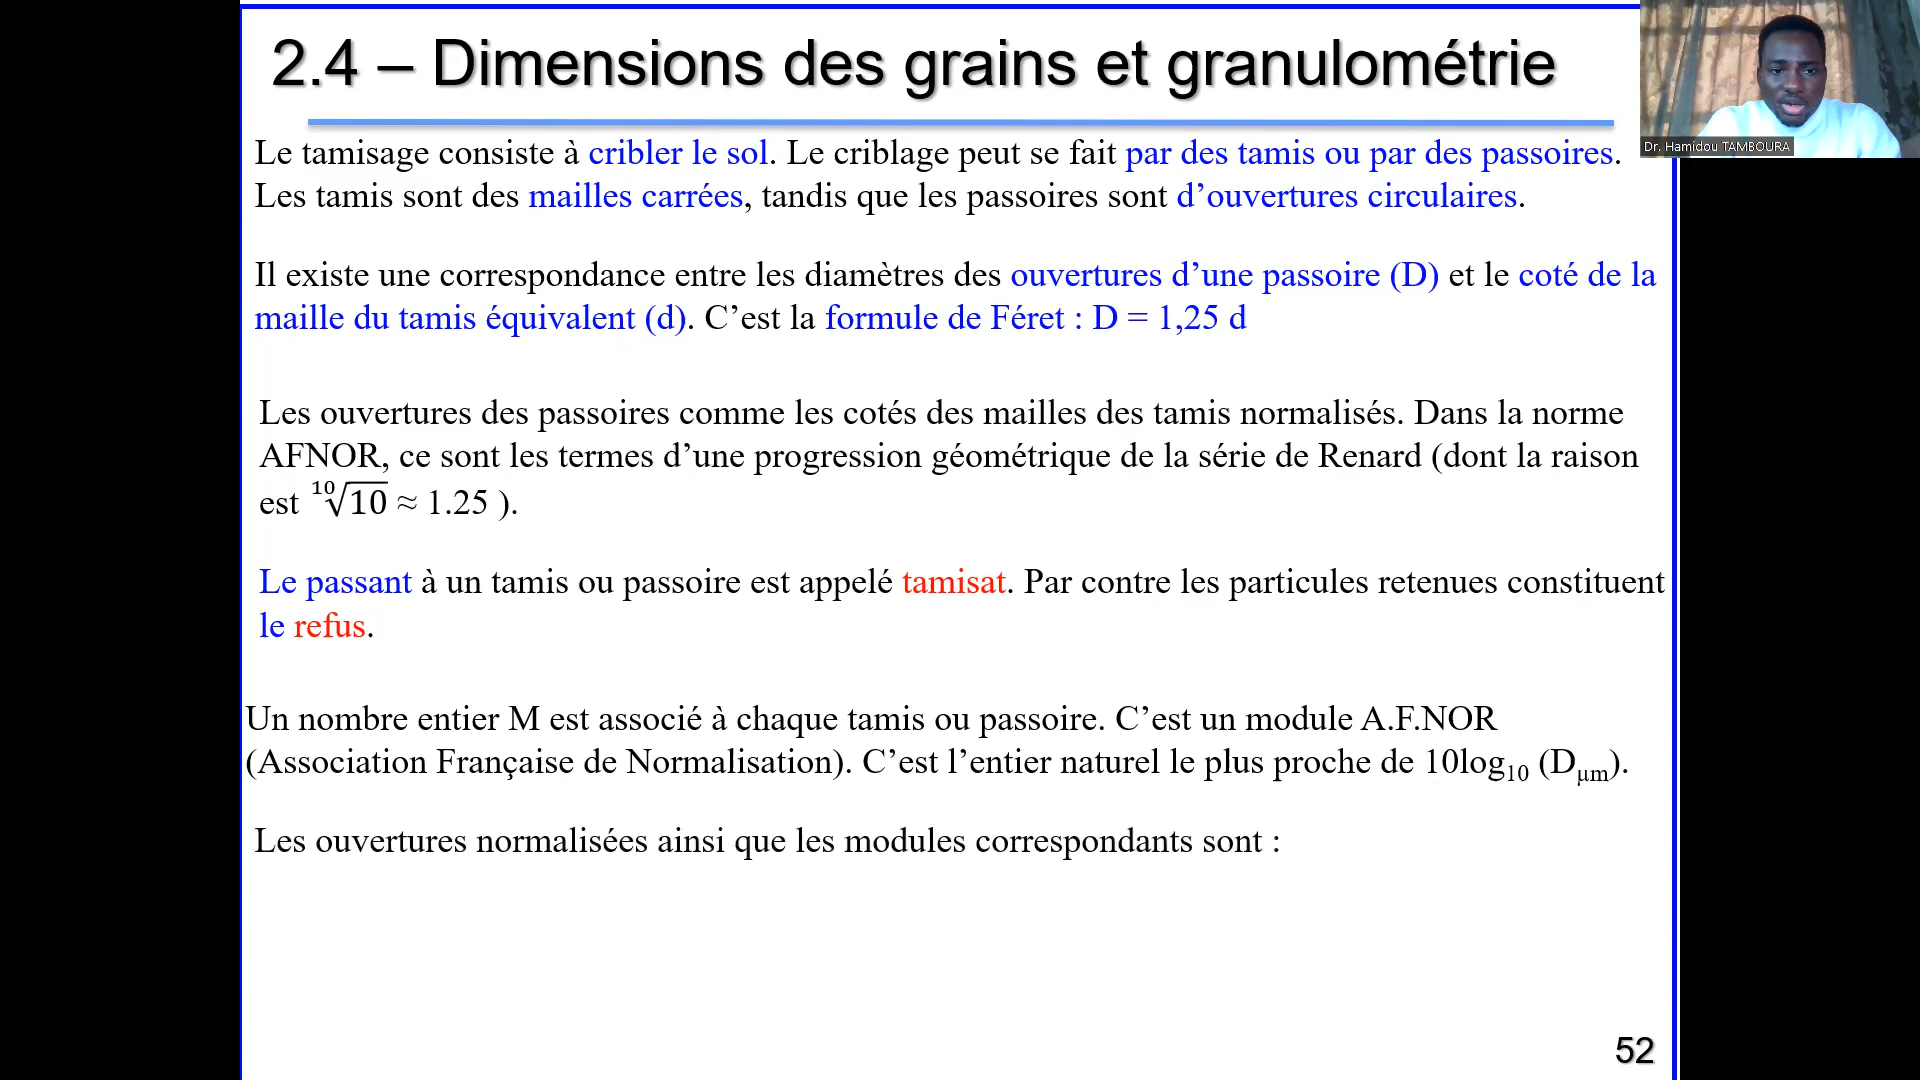 2.4 – Dimensions des grains et granulométrie
Dr. Hamidou TAMBOURA
Le tamisage consiste à cribler le sol. Le criblage peut se fait par des tamis ou par des passoires.
Les tamis sont des mailles carrées, tandis que les passoires sont d’ouvertures circulaires.
Il existe une correspondance entre les diamètres des ouvertures d’une passoire (D) et le coté de la
maille du tamis équivalent (d). C’est la formule de Féret : D = 1,25 d
Les ouvertures des passoires comme les cotés des mailles des tamis normalisés. Dans la norme
AFNOR, ce sont les termes d’une progression géométrique de la série de Renard (dont la raison
est ¹⁰√10 ≈ 1.25 ).
Le passant à un tamis ou passoire est appelé tamisat. Par contre les particules retenues constituent
le refus.
Un nombre entier M est associé à chaque tamis ou passoire. C’est un module A.F.NOR
(Association Française de Normalisation). C’est l’entier naturel le plus proche de 10log₁₀ (Dμm).
Les ouvertures normalisées ainsi que les modules correspondants sont :
52